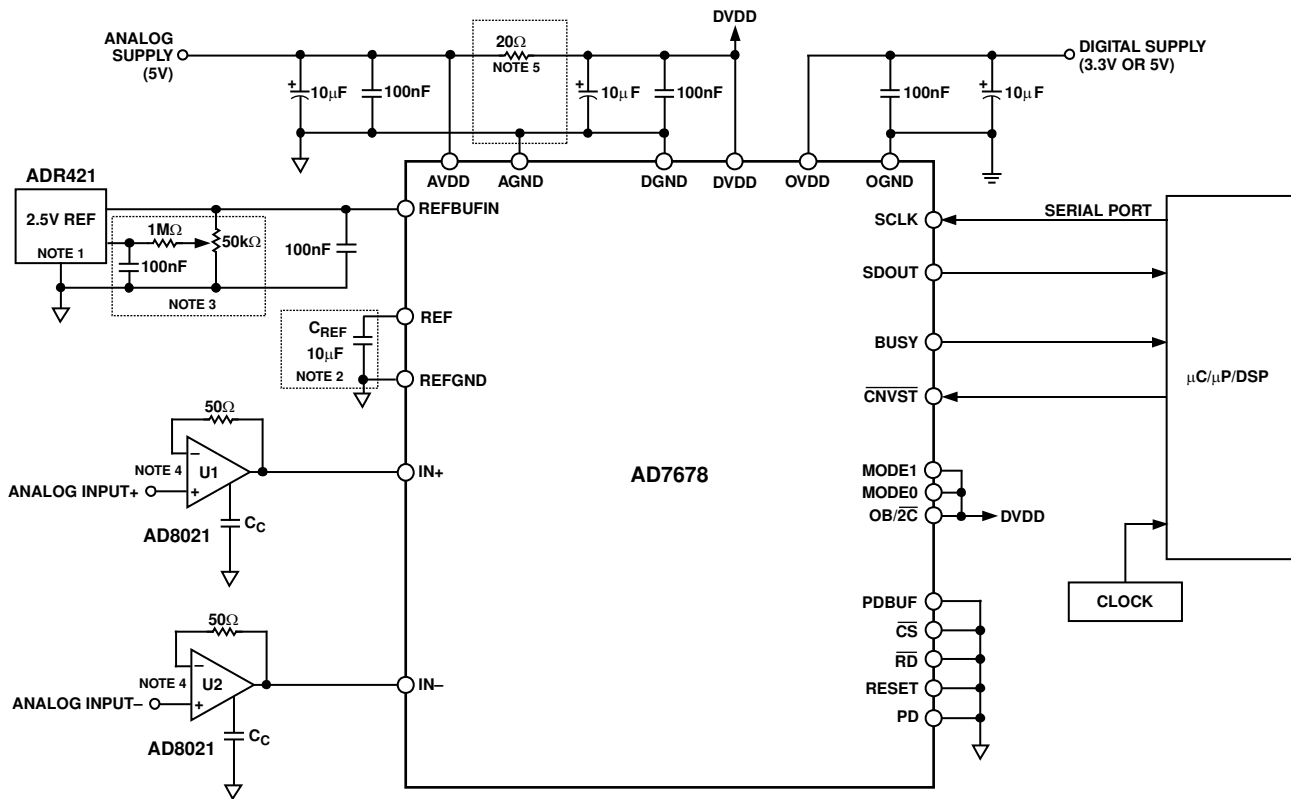 DVDD
ANALOG
SUPPLY
(5V)
20Ω
NOTE 5
DIGITAL SUPPLY
(3.3V OR 5V)
+
10μF
100nF
+
10μF
100nF
100nF
+
10μF
AVDD
AGND
DGND
DVDD
OVDD
OGND
ADR421
2.5V REF
NOTE 1
1MΩ
50kΩ
100nF
NOTE 3
100nF
REFBUFIN
SCLK
SERIAL PORT
SDOUT
REF
CREF
10μF
NOTE 2
REFGND
BUSY
CNVST
μC/μP/DSP
50Ω
–
U1
+
NOTE 4
ANALOG INPUT+
AD8021
CC
IN+
AD7678
MODE1
MODE0
OB/2C
DVDD
CLOCK
50Ω
–
U2
+
NOTE 4
ANALOG INPUT–
AD8021
CC
IN–
PDBUF
CS
RD
RESET
PD